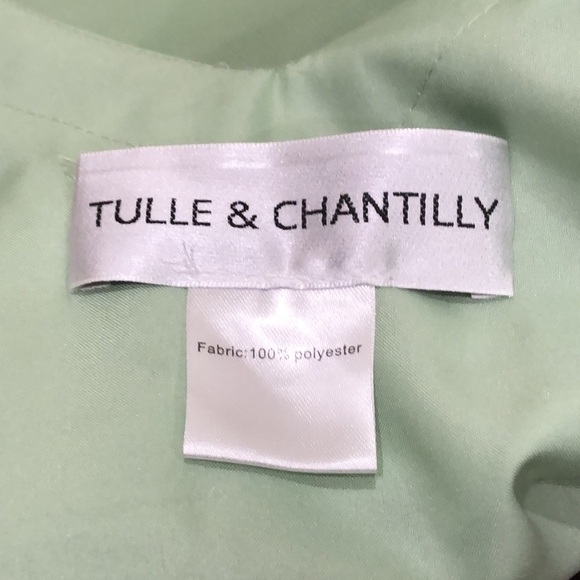 TULLE & CHANTILLY
Fabric:100% polyester